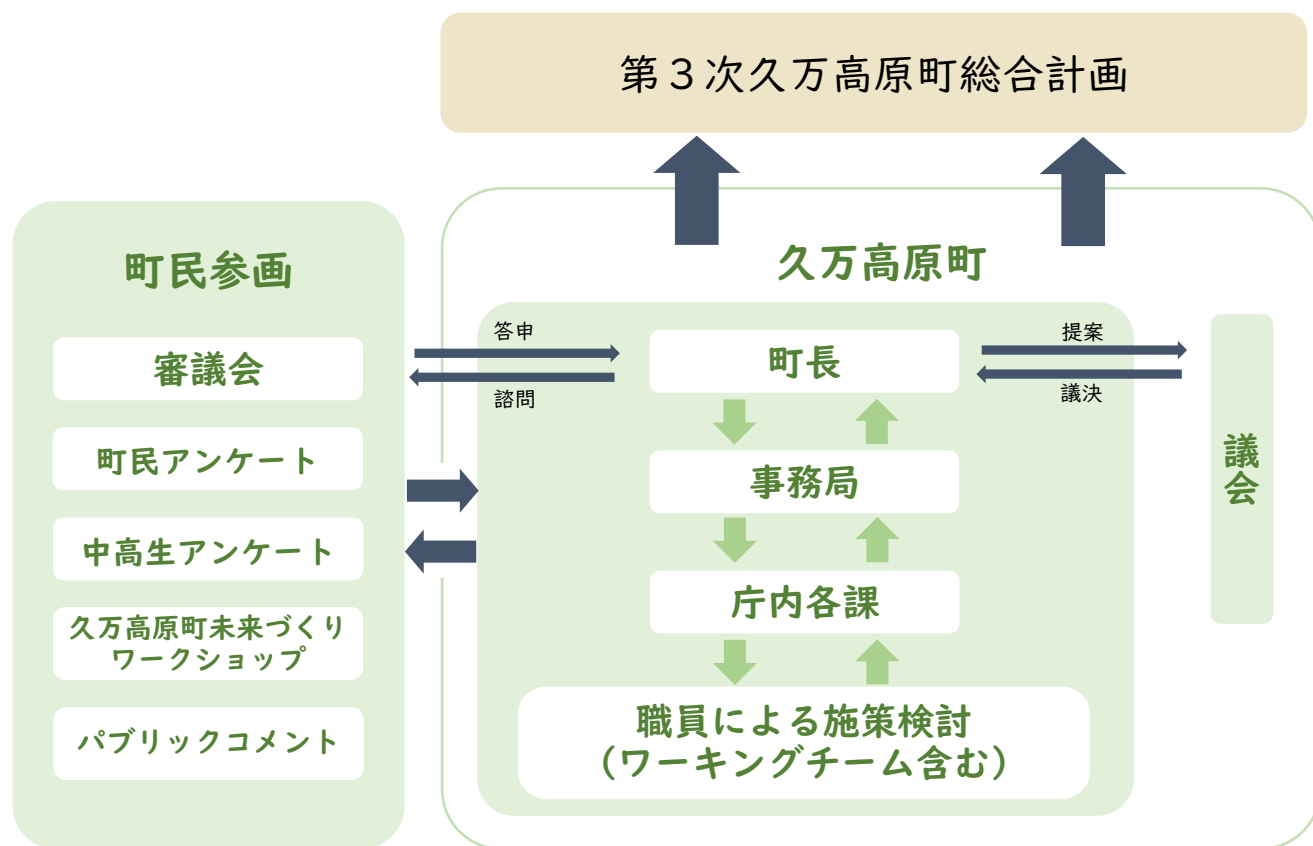 第３次久万高原町総合計画
町民参画
審議会
町民アンケート
中高生アンケート
久万高原町未来づくり
ワークショップ
パブリックコメント
久万高原町
答申
諮問
町長
提案
議決
事務局
庁内各課
職員による施策検討
（ワーキングチーム含む）
議会